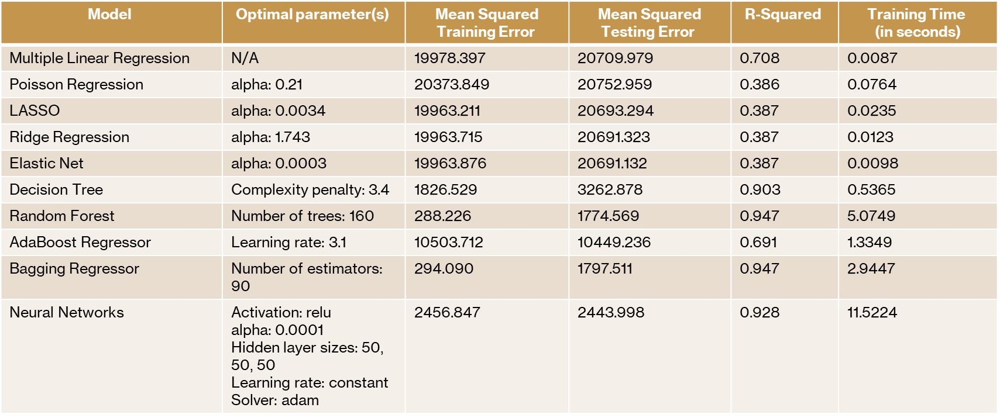 Model Optimal parameter(s) Mean Squared Training Error Mean Squared Testing Error R-Squared Training Time (in seconds)
Multiple Linear Regression N/A 19978.397 20709.979 0.708 0.0087
Poisson Regression alpha: 0.21 20373.849 20752.959 0.386 0.0764
LASSO alpha: 0.0034 19963.211 20693.294 0.387 0.0235
Ridge Regression alpha: 1.743 19963.715 20691.323 0.387 0.0123
Elastic Net alpha: 0.0003 19963.876 20691.132 0.387 0.0098
Decision Tree Complexity penalty: 3.4 1826.529 3262.878 0.903 0.5365
Random Forest Number of trees: 160 288.226 1774.569 0.947 5.0749
AdaBoost Regressor Learning rate: 3.1 10503.712 10449.236 0.691 1.3349
Bagging Regressor Number of estimators: 294.090 1797.511 0.947 2.9447
90
Neural Networks Activation: relu 2456.847 2443.998 0.928 11.5224
alpha: 0.0001
Hidden layer sizes: 50,
50, 50
Learning rate: constant
Solver: adam